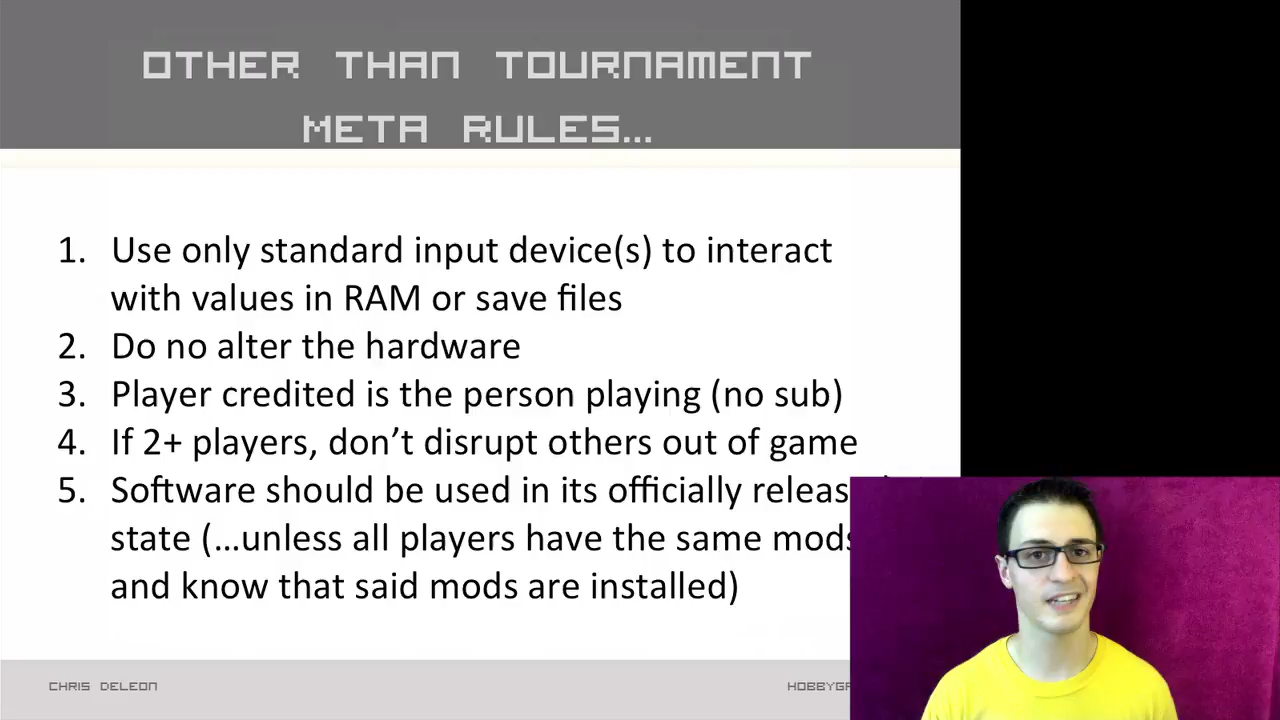 OTHER THAN TOURNAMENT
META RULES...
1. Use only standard input device(s) to interact
with values in RAM or save files
2. Do no alter the hardware
3. Player credited is the person playing (no sub)
4. If 2+ players, don't disrupt others out of game
5. Software should be used in its officially
state (...unless all players have the same mods
and know that said mods are installed)
CHRIS DELEON